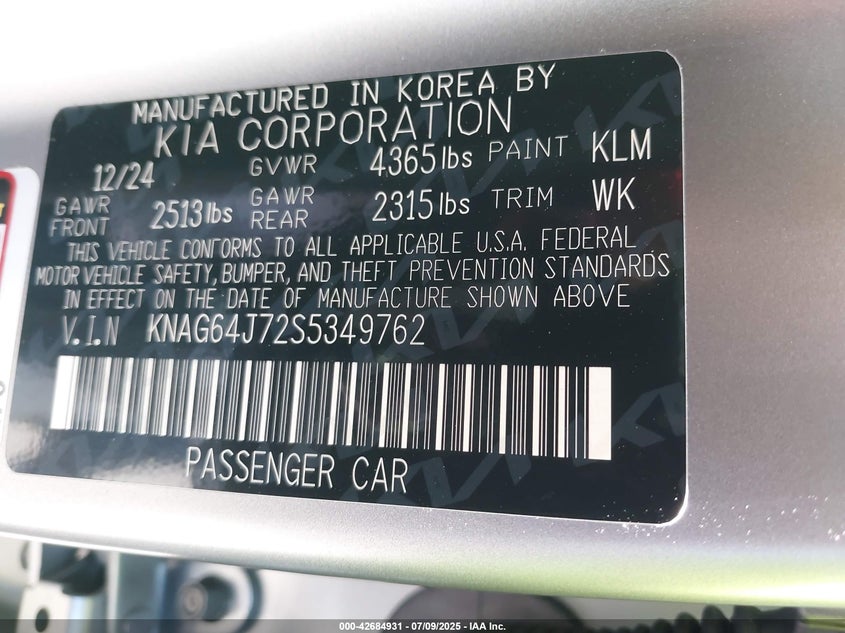 MANUFACTURED IN KOREA BY
KIA CORPORATION
12/24 GVWR 4365 lbs PAINT KLM
GAWR FRONT 2513 lbs GAWR REAR 2315 lbs TRIM WK
THIS VEHICLE CONFORMS TO ALL APPLICABLE U.S.A. FEDERAL
MOTOR VEHICLE SAFETY, BUMPER, AND THEFT PREVENTION STANDARDS
IN EFFECT ON THE DATE OF MANUFACTURE SHOWN ABOVE
V.I.N KNAG64J72S5349762
PASSENGER CAR
000-42684931 - 07/09/2025 - IAA Inc.